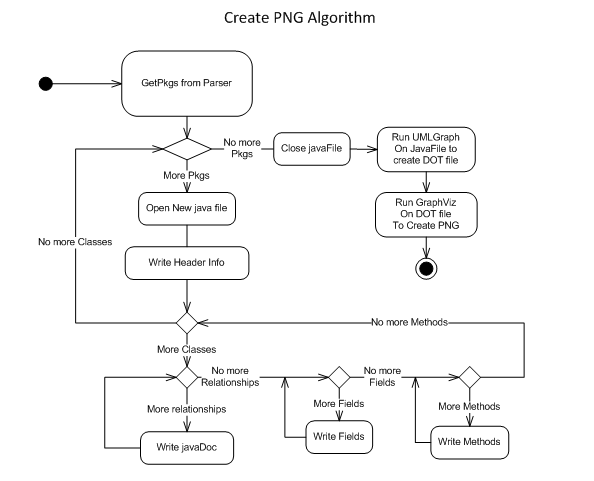 Create PNG Algorithm
GetPkgs from Parser
No more
Pkgs
Close javaFile
Run UMLGraph
On JavaFile to
create DOT file
More Pkgs
Open New java file
Run GraphViz
On DOT file
To Create PNG
No more Classes
Write Header Info
No more Methods
More Classes
No more
Relationships
No more
Fields
More relationships
More Fields
More Methods
Write javaDoc
Write Fields
Write Methods